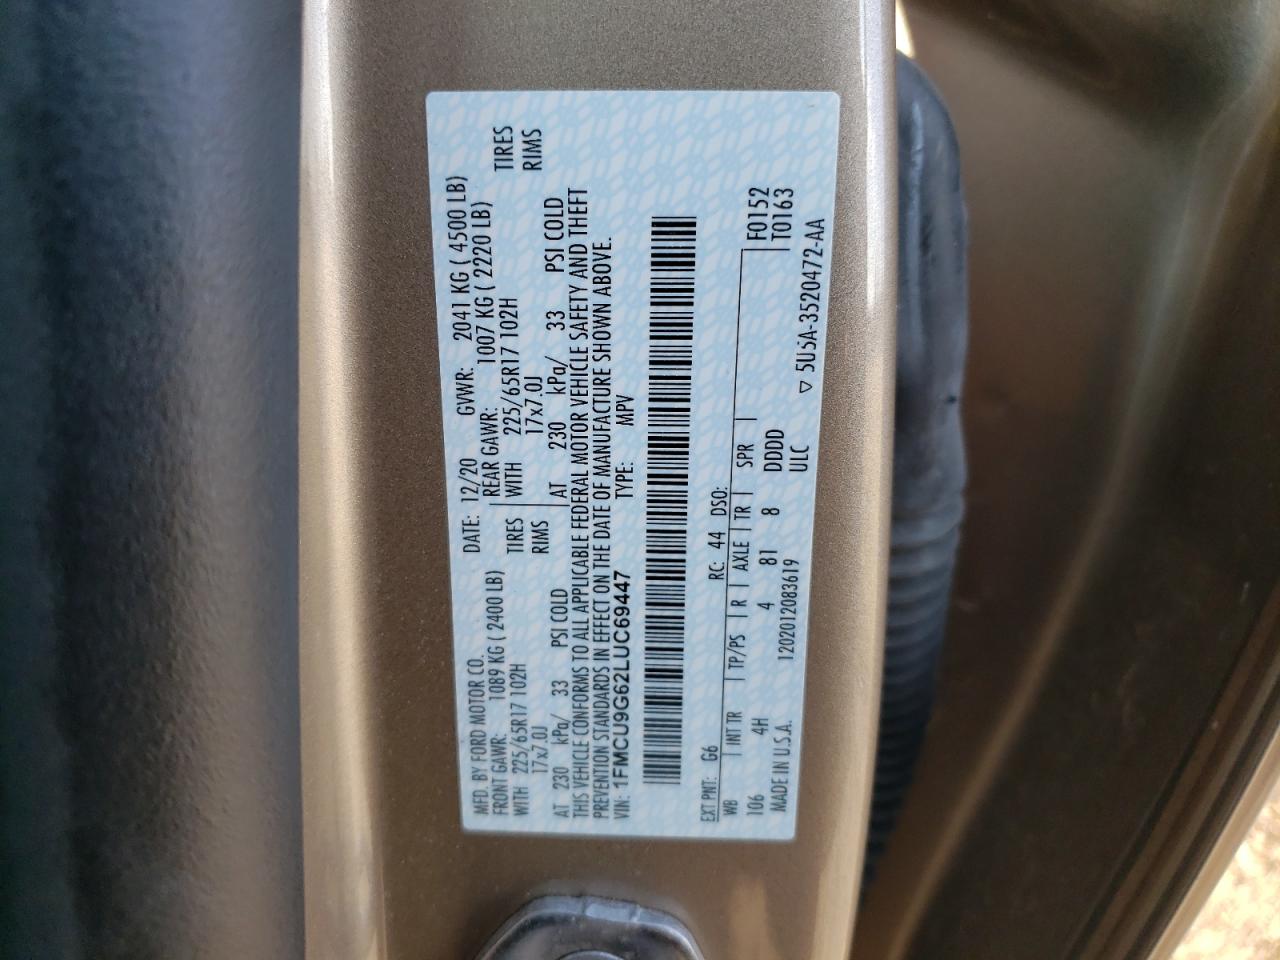 MFD. BY FORD MOTOR CO.
DATE: 12/20 GVWR: 2041 KG ( 4500 LB)
FRONT GAWR: 1089 KG ( 2400 LB)
REAR GAWR: 1007 KG ( 2220 LB)
WITH 225/65R17 102H TIRES
WITH 225/65R17 102H TIRES
17x7.0J RIMS
17x7.0J RIMS
AT 230 kPa/ 33 PSI COLD
AT 230 kPa/ 33 PSI COLD
THIS VEHICLE CONFORMS TO ALL APPLICABLE FEDERAL MOTOR VEHICLE SAFETY AND THEFT
PREVENTION STANDARDS IN EFFECT ON THE DATE OF MANUFACTURE SHOWN ABOVE.
VIN: 1FMCU9G62LUC69447 TYPE: MPV
EXT PNT: G6 RC: 44 DSO: F0152
WB INT TR TP/PS R AXLE TR SPR T0163
106 4H 4 81 8 DDDD
ULC
MADE IN U.S.A. 1202012083619 ▽ 5U5A-3520472-AA